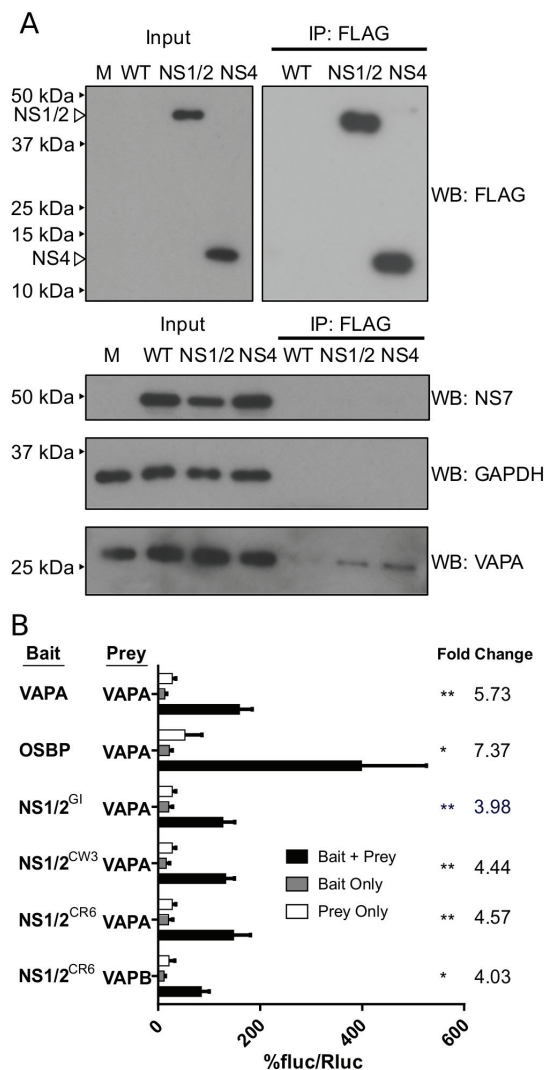 A
Input
IP: FLAG
M WT NS1/2 NS4
WT NS1/2 NS4
50 kDa
NS1/2
37 kDa
25 kDa
15 kDa
NS4
10 kDa
WB: FLAG
Input
IP: FLAG
M WT NS1/2 NS4 WT NS1/2 NS4
50 kDa
WB: NS7
37 kDa
WB: GAPDH
25 kDa
WB: VAPA
B
Bait Prey Fold Change
VAPA VAPA ** 5.73
OSBP VAPA * 7.37
NS1/2GI VAPA ** 3.98
NS1/2CW3 VAPA ** 4.44
NS1/2CR6 VAPA ** 4.57
NS1/2CR6 VAPB * 4.03
Bait + Prey
Bait Only
Prey Only
0 200 400 600
%fluc/Rluc